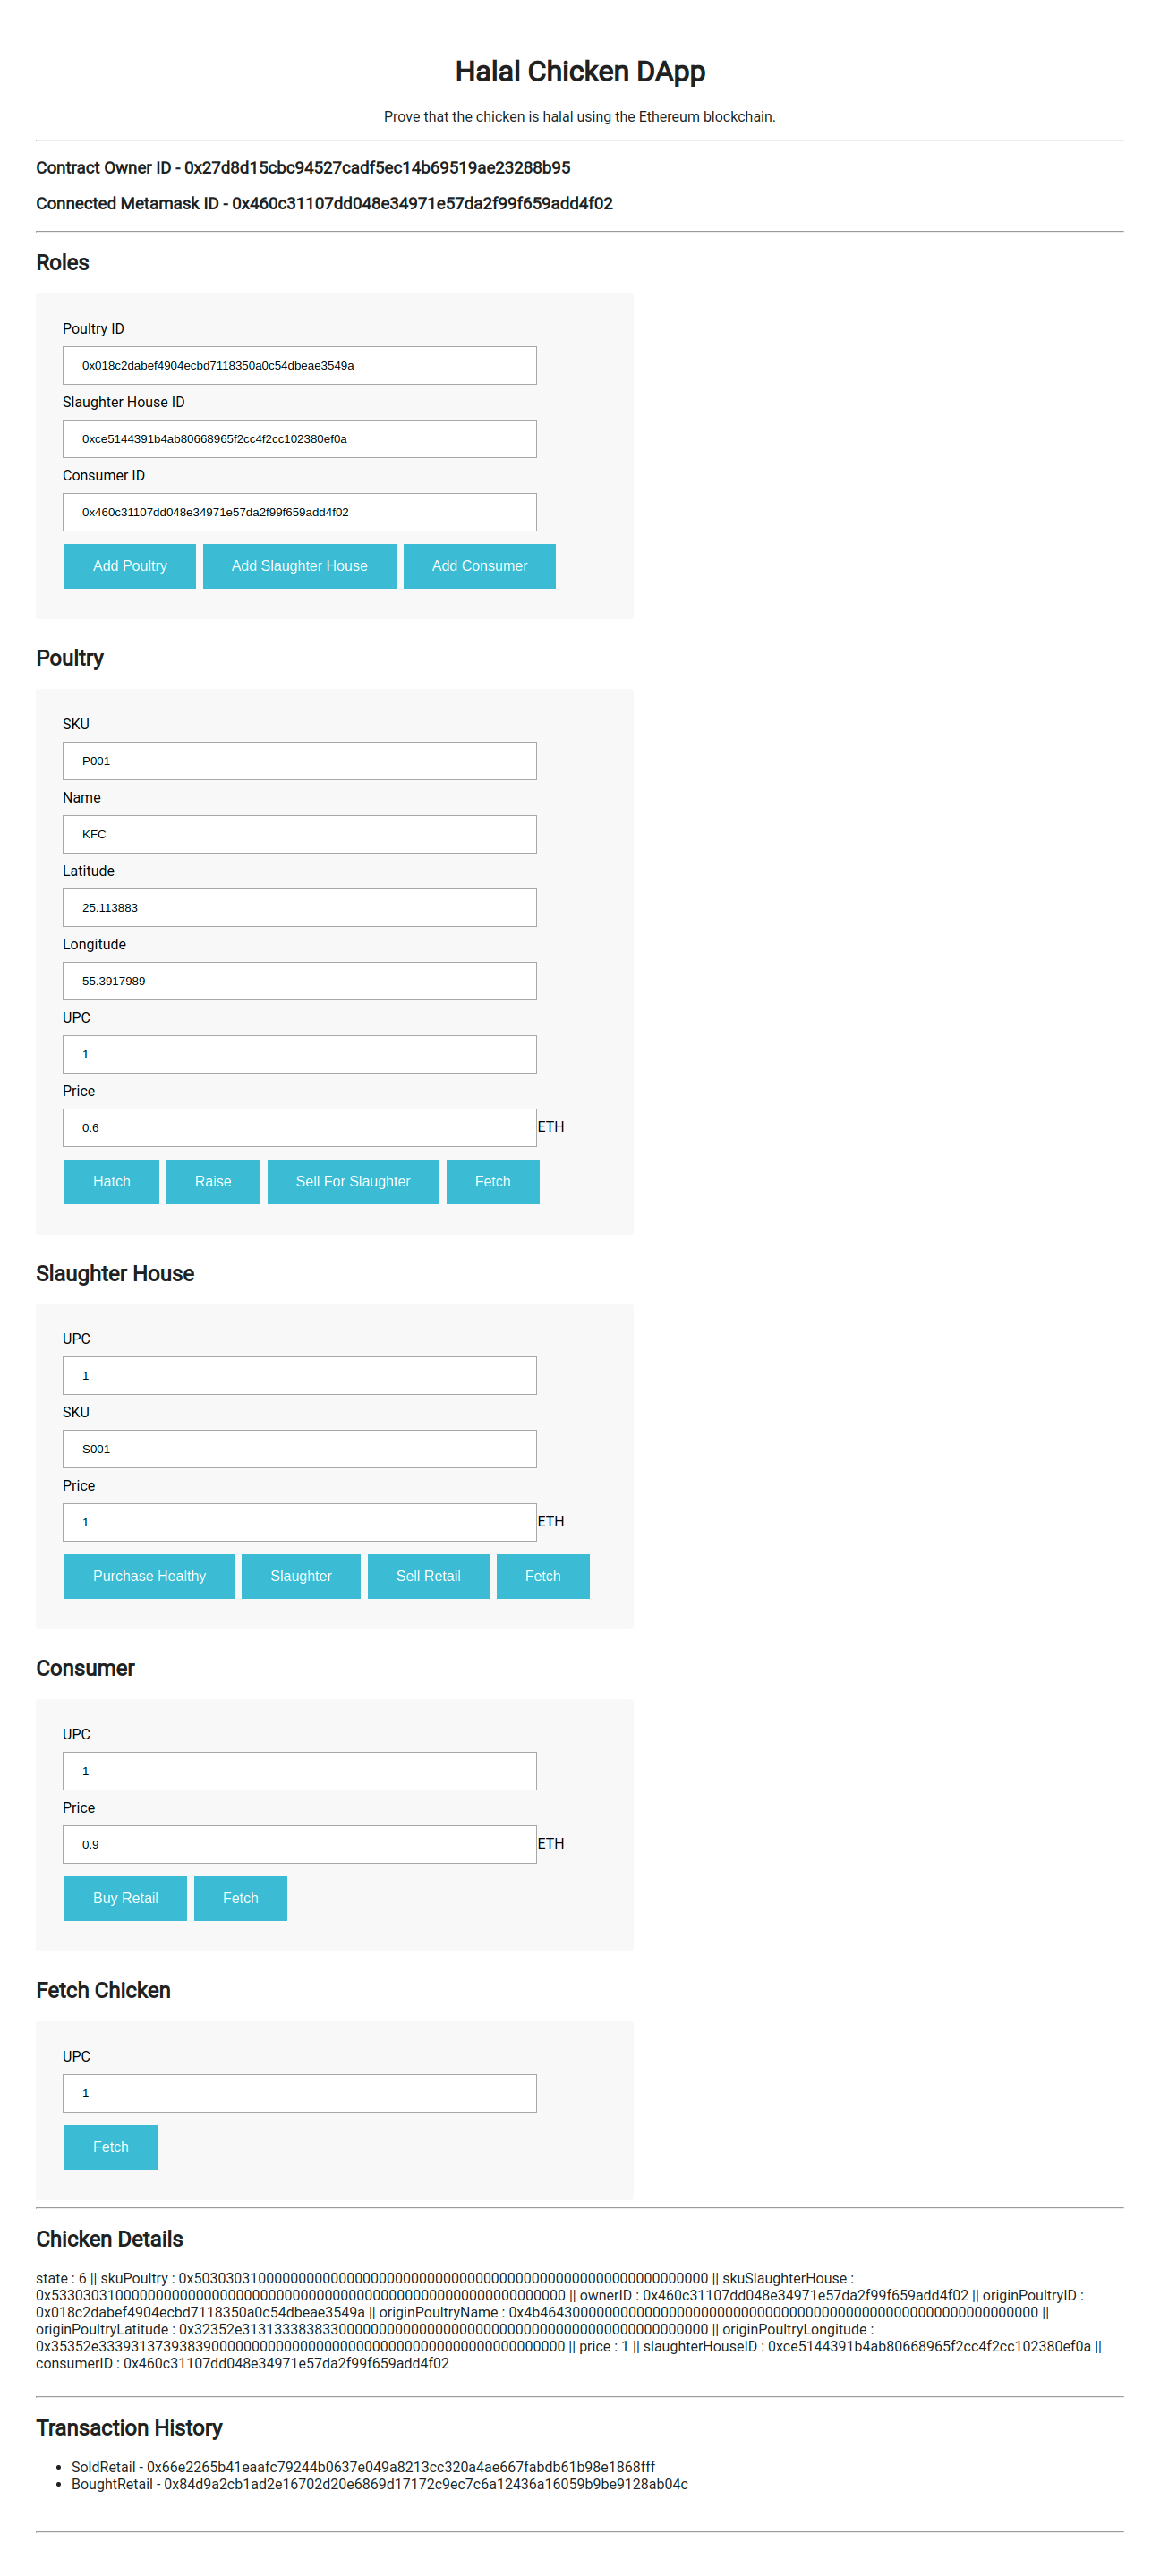 Halal Chicken DApp
Prove that the chicken is halal using the Ethereum blockchain.
Contract Owner ID - 0x27d8d15cbc94527cadf5ec14b69519ae23288b95
Connected Metamask ID - 0x460c31107dd048e34971e57da2f99f659add4f02
Roles
Poultry ID
0x018c2dabef4904ecbd7118350a0c54dbeae3549a
Slaughter House ID
0xce5144391b4ab80668965f2cc4f2cc102380ef0a
Consumer ID
0x460c31107dd048e34971e57da2f99f659add4f02
Add Poultry Add Slaughter House Add Consumer
Poultry
SKU
P001
Name
KFC
Latitude
25.113883
Longitude
55.3917989
UPC
1
Price
0.6 ETH
Hatch Raise Sell For Slaughter Fetch
Slaughter House
UPC
1
SKU
S001
Price
1 ETH
Purchase Healthy Slaughter Sell Retail Fetch
Consumer
UPC
1
Price
0.9 ETH
Buy Retail Fetch
Fetch Chicken
UPC
1
Fetch
Chicken Details
state : 6 || skuPoultry : 0x5030303100000000000000000000000000000000000000000000000000000000 || skuSlaughterHouse :
0x5330303100000000000000000000000000000000000000000000000000000000 || ownerID : 0x460c31107dd048e34971e57da2f99f659add4f02 || originPoultryID :
0x018c2dabef4904ecbd7118350a0c54dbeae3549a || originPoultryName : 0x4b46430000000000000000000000000000000000000000000000000000000000 ||
originPoultryLatitude : 0x32352e3131333838330000000000000000000000000000000000000000000000 || originPoultryLongitude :
0x35352e3339313739383900000000000000000000000000000000000000000000 || price : 1 || slaughterHouseID : 0xce5144391b4ab80668965f2cc4f2cc102380ef0a ||
consumerID : 0x460c31107dd048e34971e57da2f99f659add4f02
Transaction History
• SoldRetail - 0x66e2265b41eaafc79244b0637e049a8213cc320a4ae667fabdb61b98e1868fff
• BoughtRetail - 0x84d9a2cb1ad2e16702d20e6869d17172c9ec7c6a12436a16059b9be9128ab04c